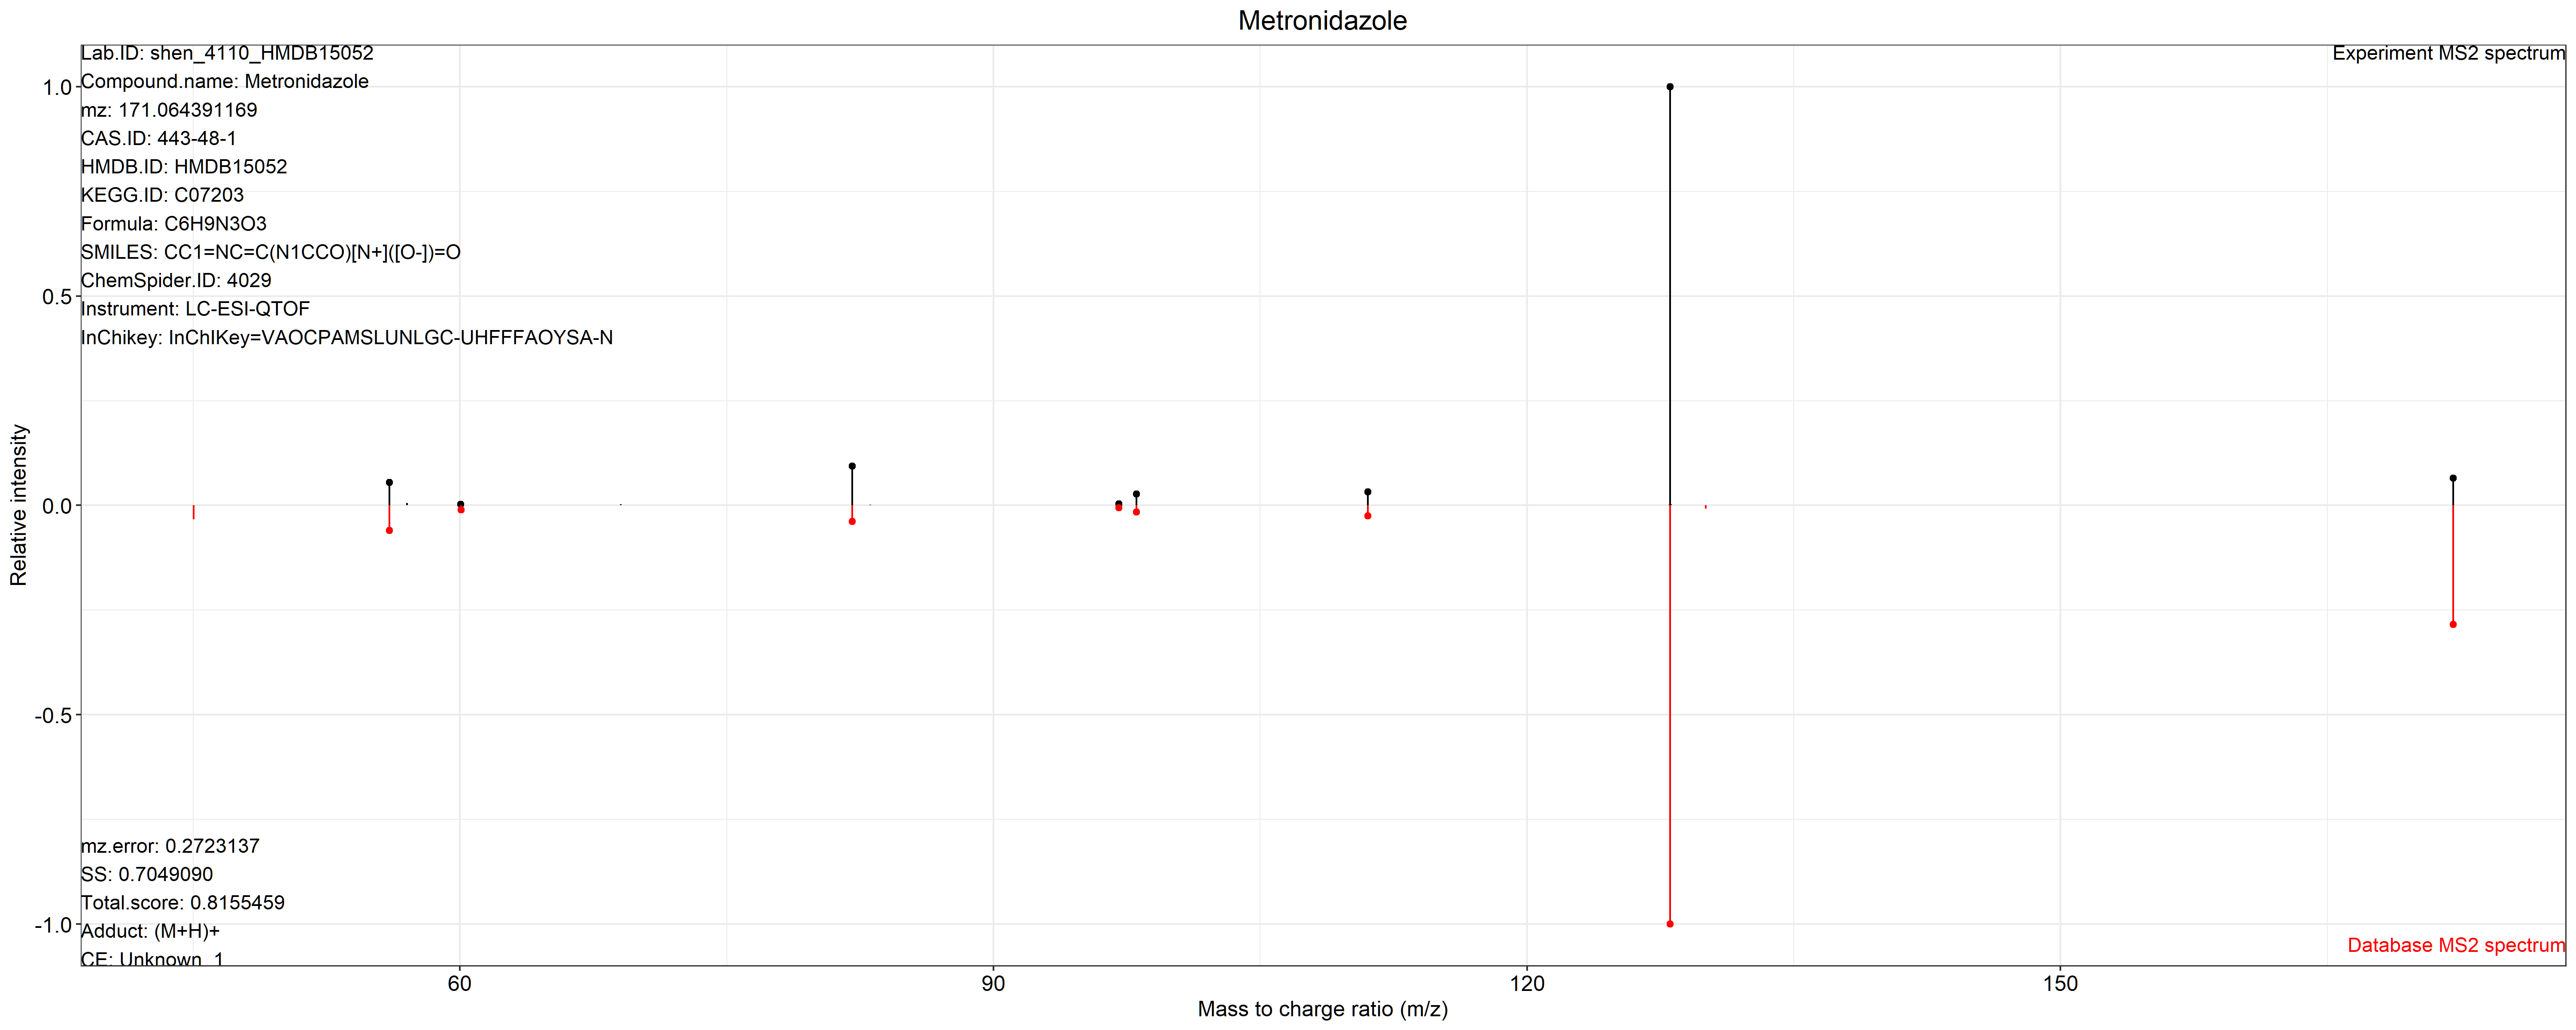 Metronidazole
Lab.ID: shen_4110_HMDB15052
Experiment MS2 spectrum
Compound.name: Metronidazole
mz: 171.064391169
CAS.ID: 443-48-1
HMDB.ID: HMDB15052
KEGG.ID: C07203
Formula: C6H9N3O3
SMILES: CC1=NC=C(N1CCO)[N+]([O-])=O
ChemSpider.ID: 4029
Instrument: LC-ESI-QTOF
InChikey: InChIKey=VAOCPAMSLUNLGC-UHFFFAOYSA-N
1.0
0.5
0.0
-0.5
-1.0
Relative intensity
mz.error: 0.2723137
SS: 0.7049090
Total.score: 0.8155459
Adduct: (M+H)+
CE: Unknown_1
Database MS2 spectrum
60 90 120 150
Mass to charge ratio (m/z)